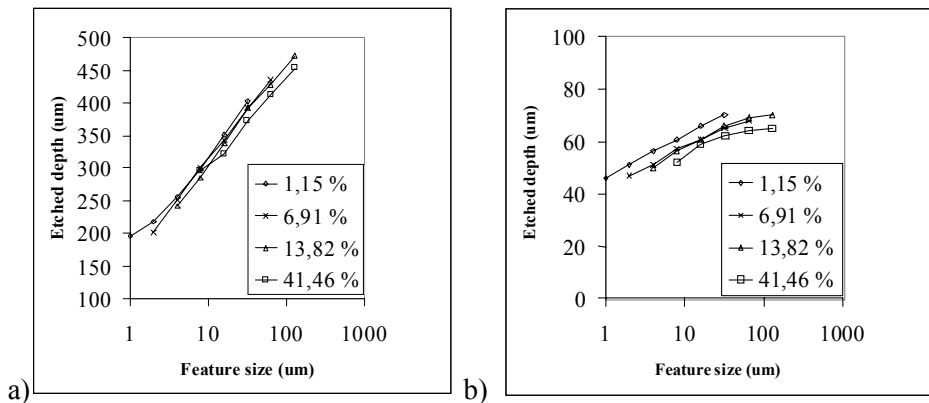 500
450
400
350
300
250
200
150
100
Etched depth (um)
1,15 %
6,91 %
13,82 %
41,46 %
1 10 100 1000
Feature size (um)
a)
100
80
60
40
20
0
Etched depth (um)
1,15 %
6,91 %
13,82 %
41,46 %
1 10 100 1000
Feature size (um)
b)